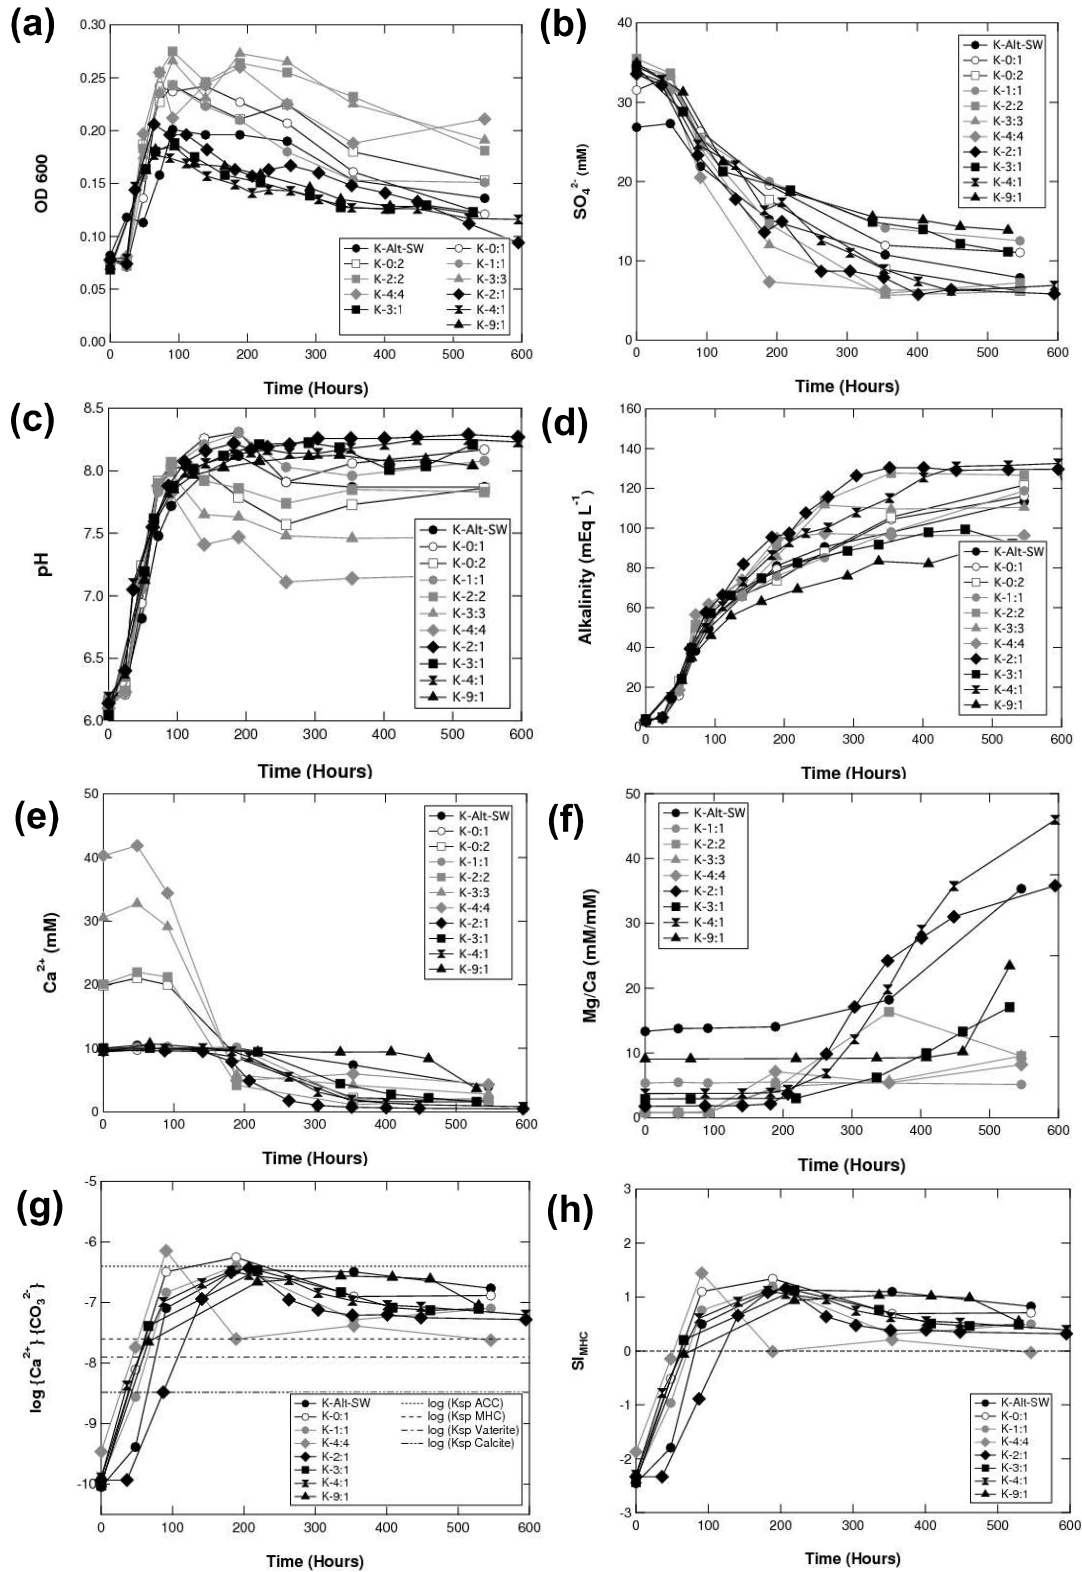 (a)
0.30
0.25
0.20
0.15
0.10
0.05
0.00
OD 600
K-Alt-SW
K-0:1
K-0:2
K-1:1
K-2:2
K-3:3
K-4:4
K-2:1
K-3:1
K-4:1
K-9:1
0 100 200 300 400 500 600
Time (Hours)
(b)
40
30
20
10
0
SO₄²⁻ (mM)
K-Alt-SW
K-0:1
K-0:2
K-1:1
K-2:2
K-3:3
K-4:4
K-2:1
K-3:1
K-4:1
K-9:1
0 100 200 300 400 500 600
Time (Hours)
(c)
8.5
8.0
7.5
7.0
6.5
6.0
pH
K-Alt-SW
K-0:1
K-0:2
K-1:1
K-2:2
K-3:3
K-4:4
K-2:1
K-3:1
K-4:1
K-9:1
0 100 200 300 400 500 600
Time (Hours)
(d)
160
140
120
100
80
60
40
20
0
Alkalinity (mEq L⁻¹)
K-Alt-SW
K-0:1
K-0:2
K-1:1
K-2:2
K-3:3
K-4:4
K-2:1
K-3:1
K-4:1
K-9:1
0 100 200 300 400 500 600
Time (Hours)
(e)
50
40
30
20
10
0
Ca²⁺ (mM)
K-Alt-SW
K-0:1
K-0:2
K-1:1
K-2:2
K-3:3
K-4:4
K-2:1
K-3:1
K-4:1
K-9:1
0 100 200 300 400 500 600
Time (Hours)
(f)
50
40
30
20
10
0
Mg/Ca (mM/mM)
K-Alt-SW
K-1:1
K-2:2
K-3:3
K-4:4
K-2:1
K-3:1
K-4:1
K-9:1
0 100 200 300 400 500 600
Time (Hours)
(g)
-5
-6
-7
-8
-9
-10
log {Ca²⁺} {CO₃²⁻}
K-Alt-SW
K-0:1
K-1:1
K-4:4
K-2:1
K-3:1
K-4:1
K-9:1
log (Ksp ACC)
log (Ksp MHC)
log (Ksp Vaterite)
log (Ksp Calcite)
0 100 200 300 400 500 600
Time (Hours)
(h)
3
2
1
0
-1
-2
-3
SI_MHC
K-Alt-SW
K-0:1
K-1:1
K-4:4
K-2:1
K-3:1
K-4:1
K-9:1
0 100 200 300 400 500 600
Time (Hours)